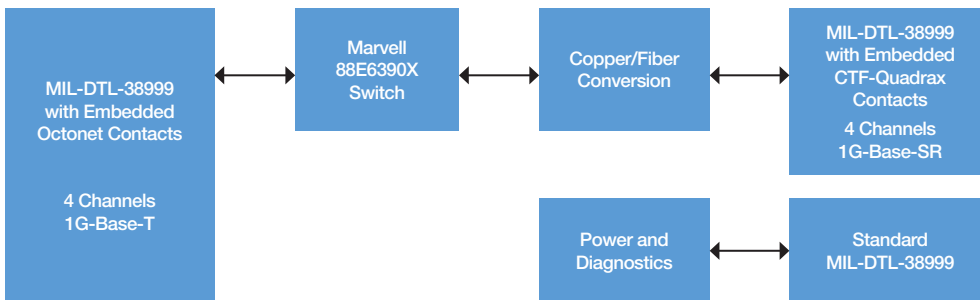 MIL-DTL-38999
with Embedded
Octonet Contacts
4 Channels
1G-Base-T
Marvell
88E6390X
Switch
Copper/Fiber
Conversion
MIL-DTL-38999
with Embedded
CTF-Quadrax
Contacts
4 Channels
1G-Base-SR
Power and
Diagnostics
Standard
MIL-DTL-38999